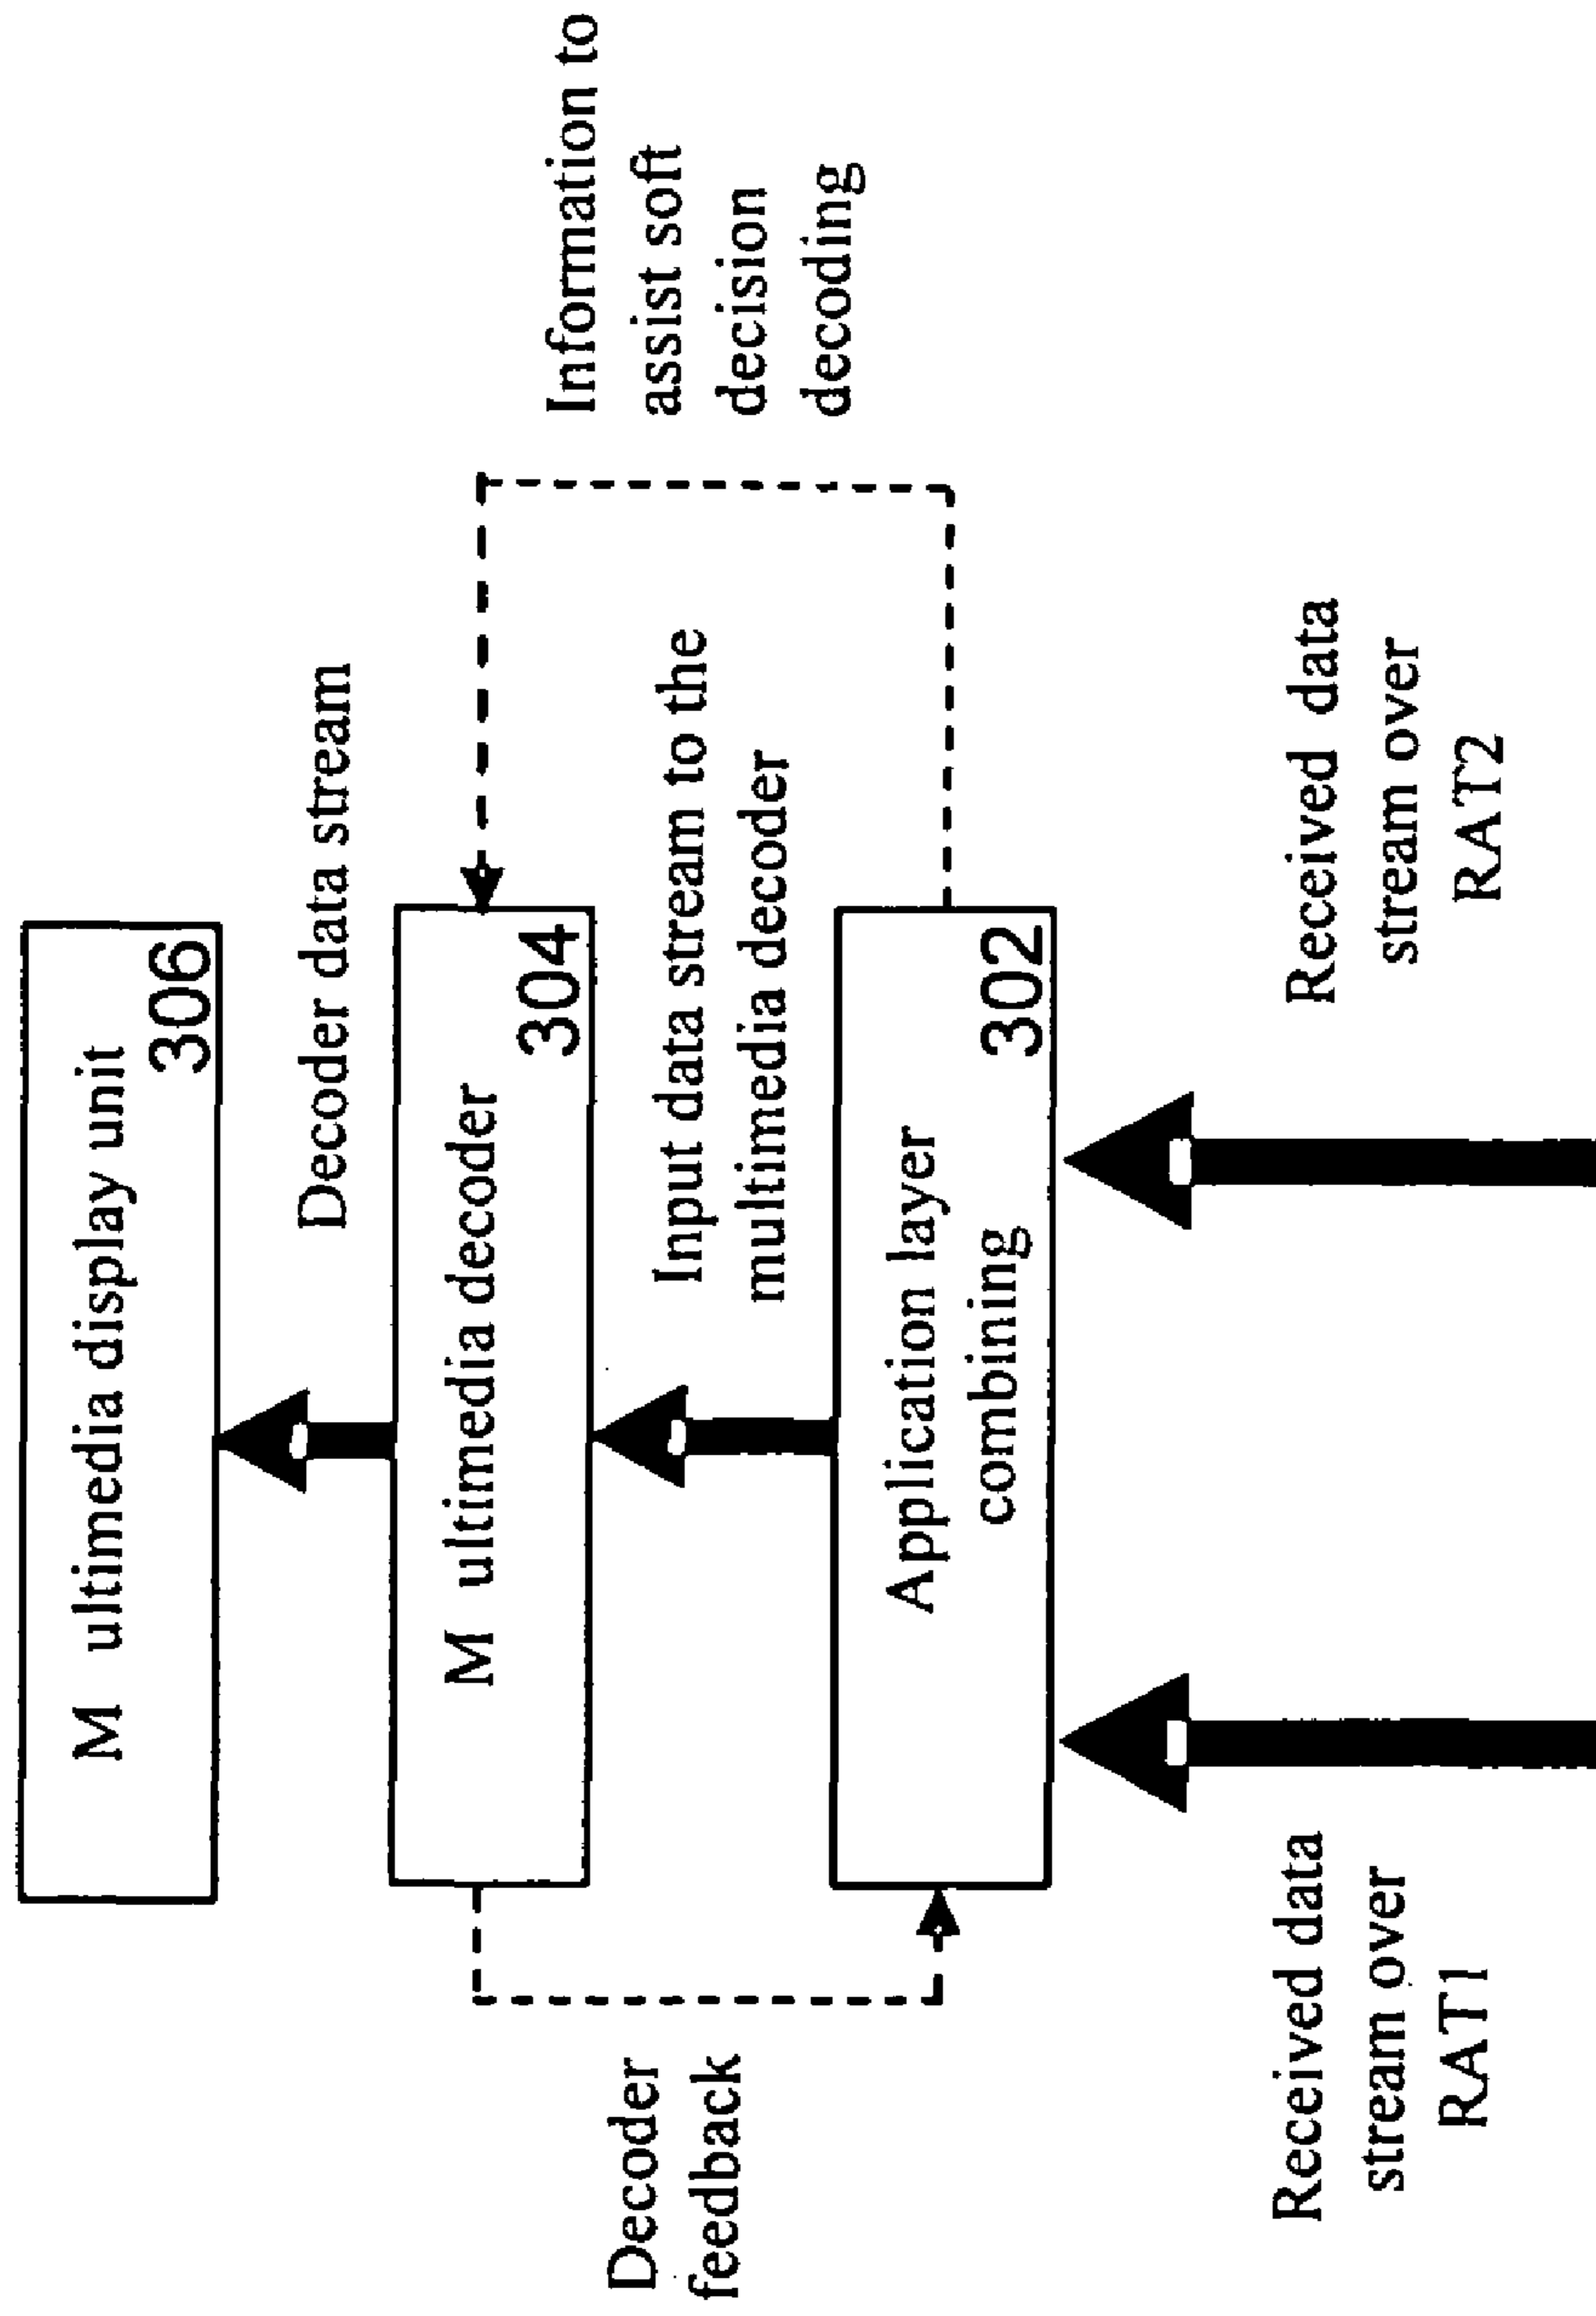 M ultimedia display unit
306
Decoder data stream
M ultimedia decoder
304
Information to
assist soft
decision
decoding
Decoder
feedback
Input data stream to the
multimedia decoder
Application layer
combining
302
Received data
stream over
RAT1
Received data
stream over
RAT2